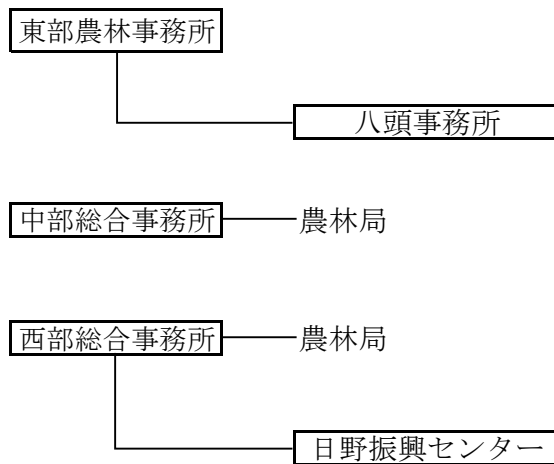 東部農林事務所
八頭事務所
中部総合事務所 農林局
西部総合事務所 農林局
日野振興センター